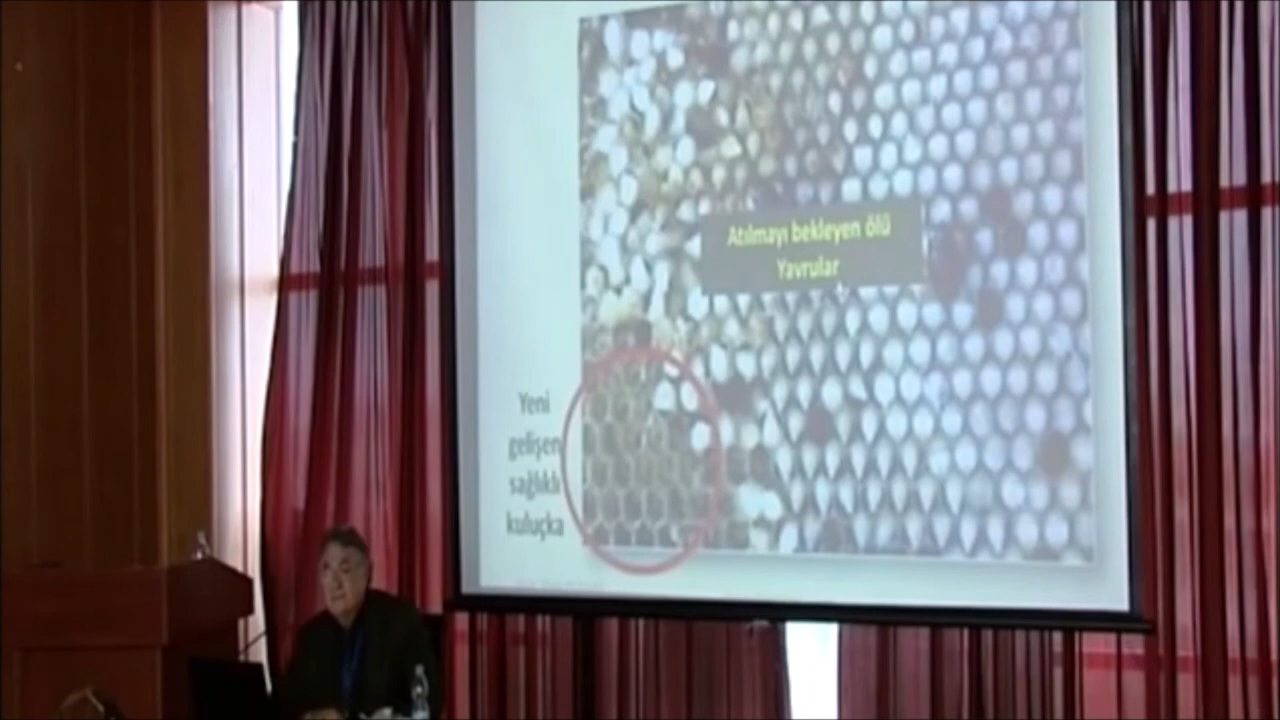 Atılmayı bekleyen ölü
Yavrular
Yeni
gelişen
sağlıklı
kuluçka